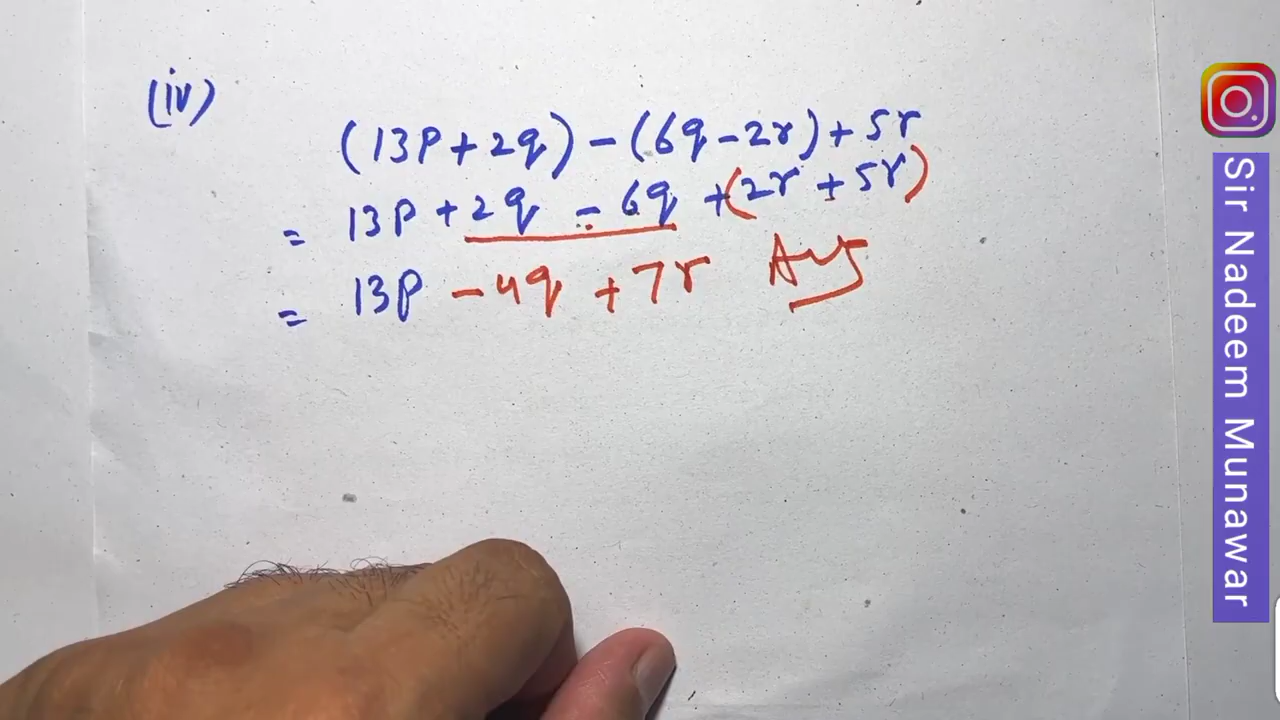 (iv)
(13p + 2q) - (6q - 2r) + 5r
= 13p + 2q - 6q + (2r + 5r)
= 13p - 4q + 7r Ans
Sir Nadeem Munawar